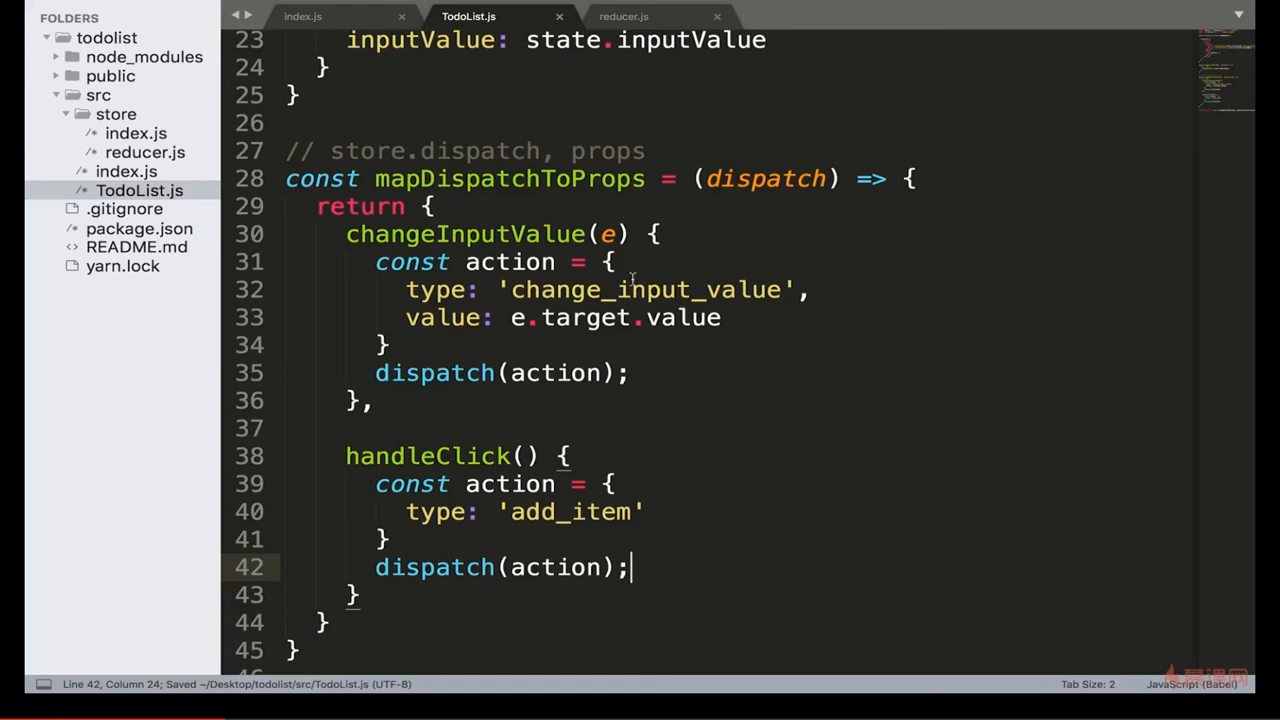 FOLDERS
todolist
node_modules
public
src
store
index.js
reducer.js
index.js
TodoList.js
.gitignore
package.json
README.md
yarn.lock
index.js × TodoList.js × reducer.js ×
23 inputValue: state.inputValue
24 }
25 }
26
27 // store.dispatch, props
28 const mapDispatchToProps = (dispatch) => {
29 return {
30 changeInputValue(e) {
31 const action = {
32 type: 'change_input_value',
33 value: e.target.value
34 }
35 dispatch(action);
36 },
37
38 handleClick() {
39 const action = {
40 type: 'add_item'
41 }
42 dispatch(action);
43 }
44 }
45 }
慕课网
Line 42, Column 24; Saved ~/Desktop/todolist/src/TodoList.js (UTF-8) Tab Size: 2 JavaScript (Babel)